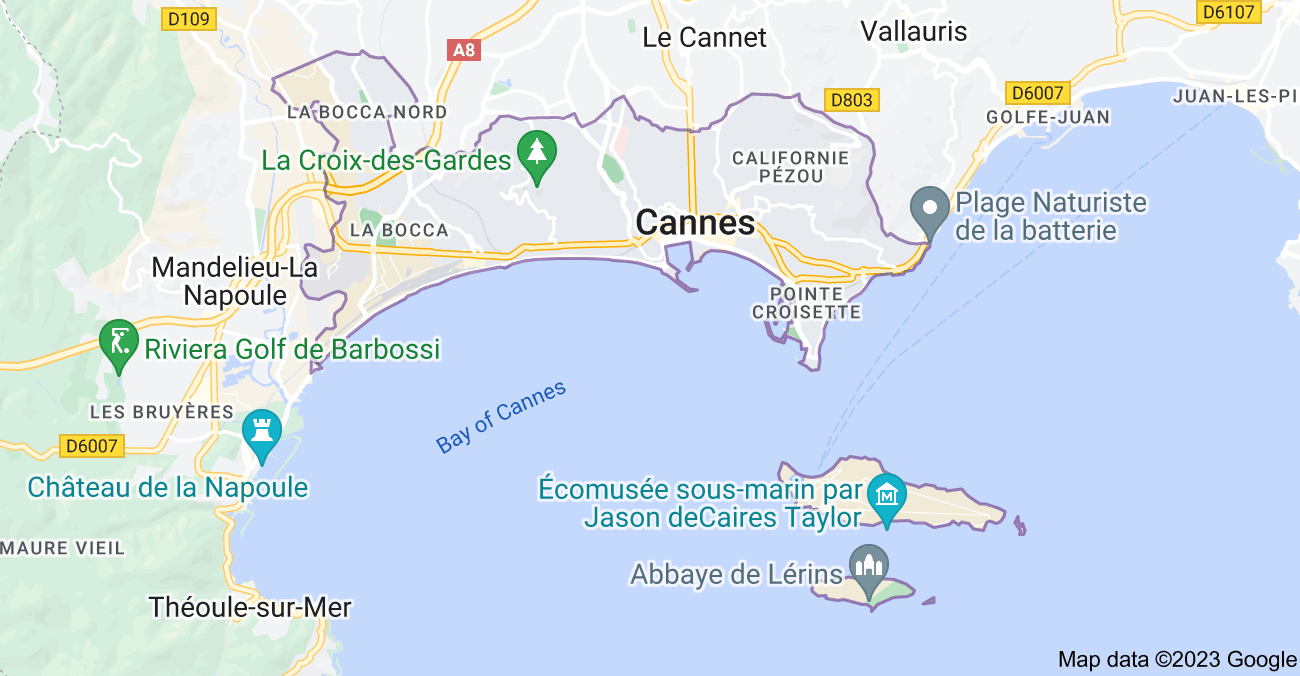 D109
D6107
A8
Le Cannet
Vallauris
D803
D6007
LA BOCCA NORD
GOLFE-JUAN
JUAN-LES-PI
La Croix-des-Gardes
CALIFORNIE
PÉZOU
Plage Naturiste
de la batterie
LA BOCCA
Cannes
Mandelieu-La
Napoule
POINTE
CROISETTE
Riviera Golf de Barbossi
LES BRUYÈRES
Bay of Cannes
D6007
Château de la Napoule
Écomusée sous-marin par
Jason deCaires Taylor
M
MAURE VIEIL
Abbaye de Lérins
Théoule-sur-Mer
Map data ©2023 Google